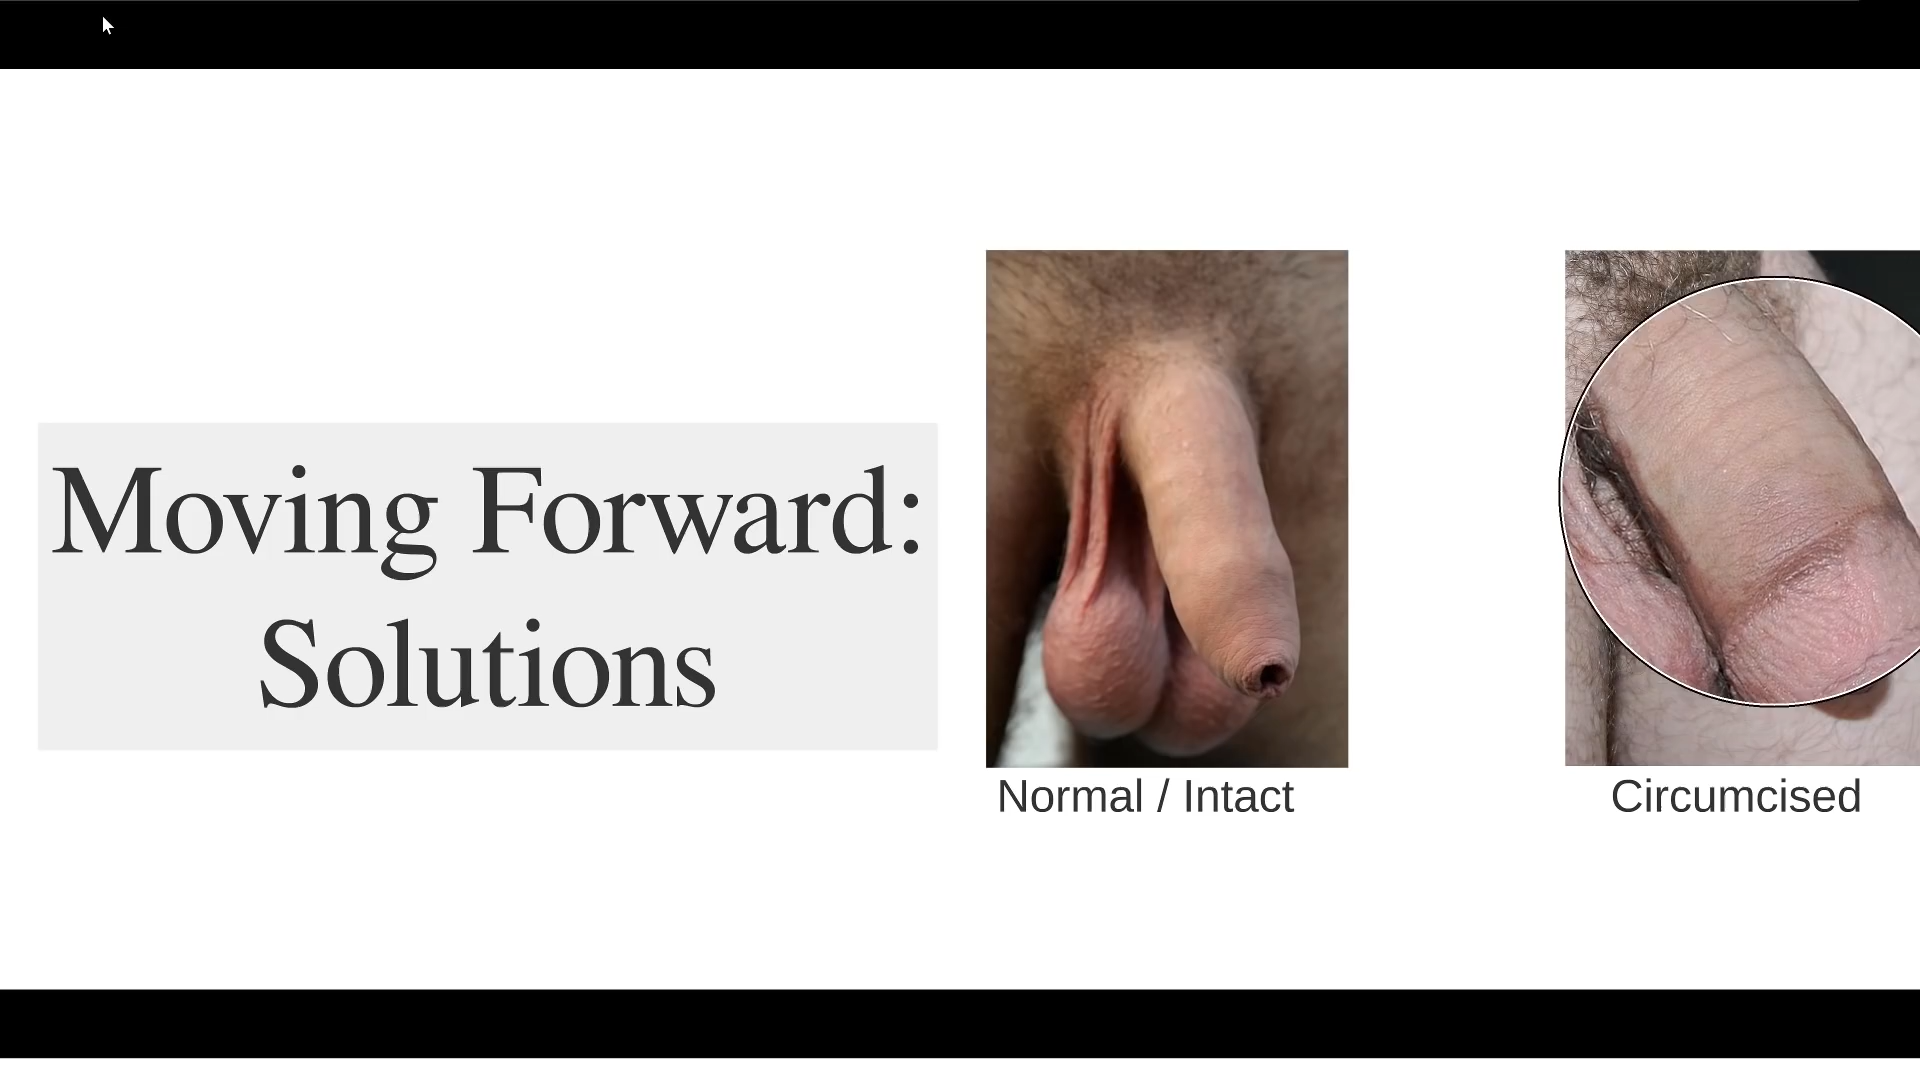 Moving Forward:
Solutions
Normal / Intact
Circumcised